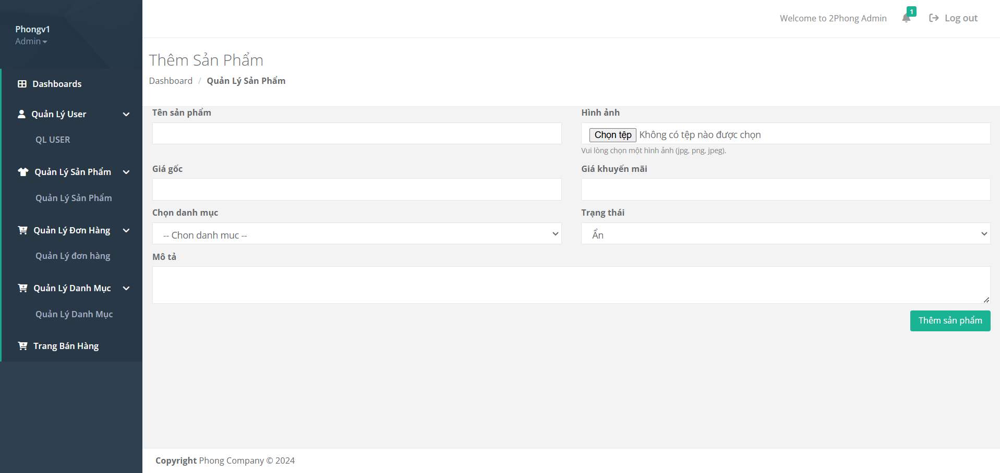 Phongv1
Admin
Dashboards
Quản Lý User
QL USER
Quản Lý Sản Phẩm
Quản Lý Sản Phẩm
Quản Lý Đơn Hàng
Quản Lý đơn hàng
Quản Lý Danh Mục
Quản Lý Danh Mục
Trang Bán Hàng
Welcome to 2Phong Admin
1
Log out
Thêm Sản Phẩm
Dashboard / Quản Lý Sản Phẩm
Tên sản phẩm
Hình ảnh
Chọn tệp Không có tệp nào được chọn
Vui lòng chọn một hình ảnh (jpg, png, jpeg).
Giá gốc
Giá khuyến mãi
Chọn danh mục
-- Chon danh muc --
Trạng thái
Ẩn
Mô tả
Thêm sản phẩm
Copyright Phong Company © 2024